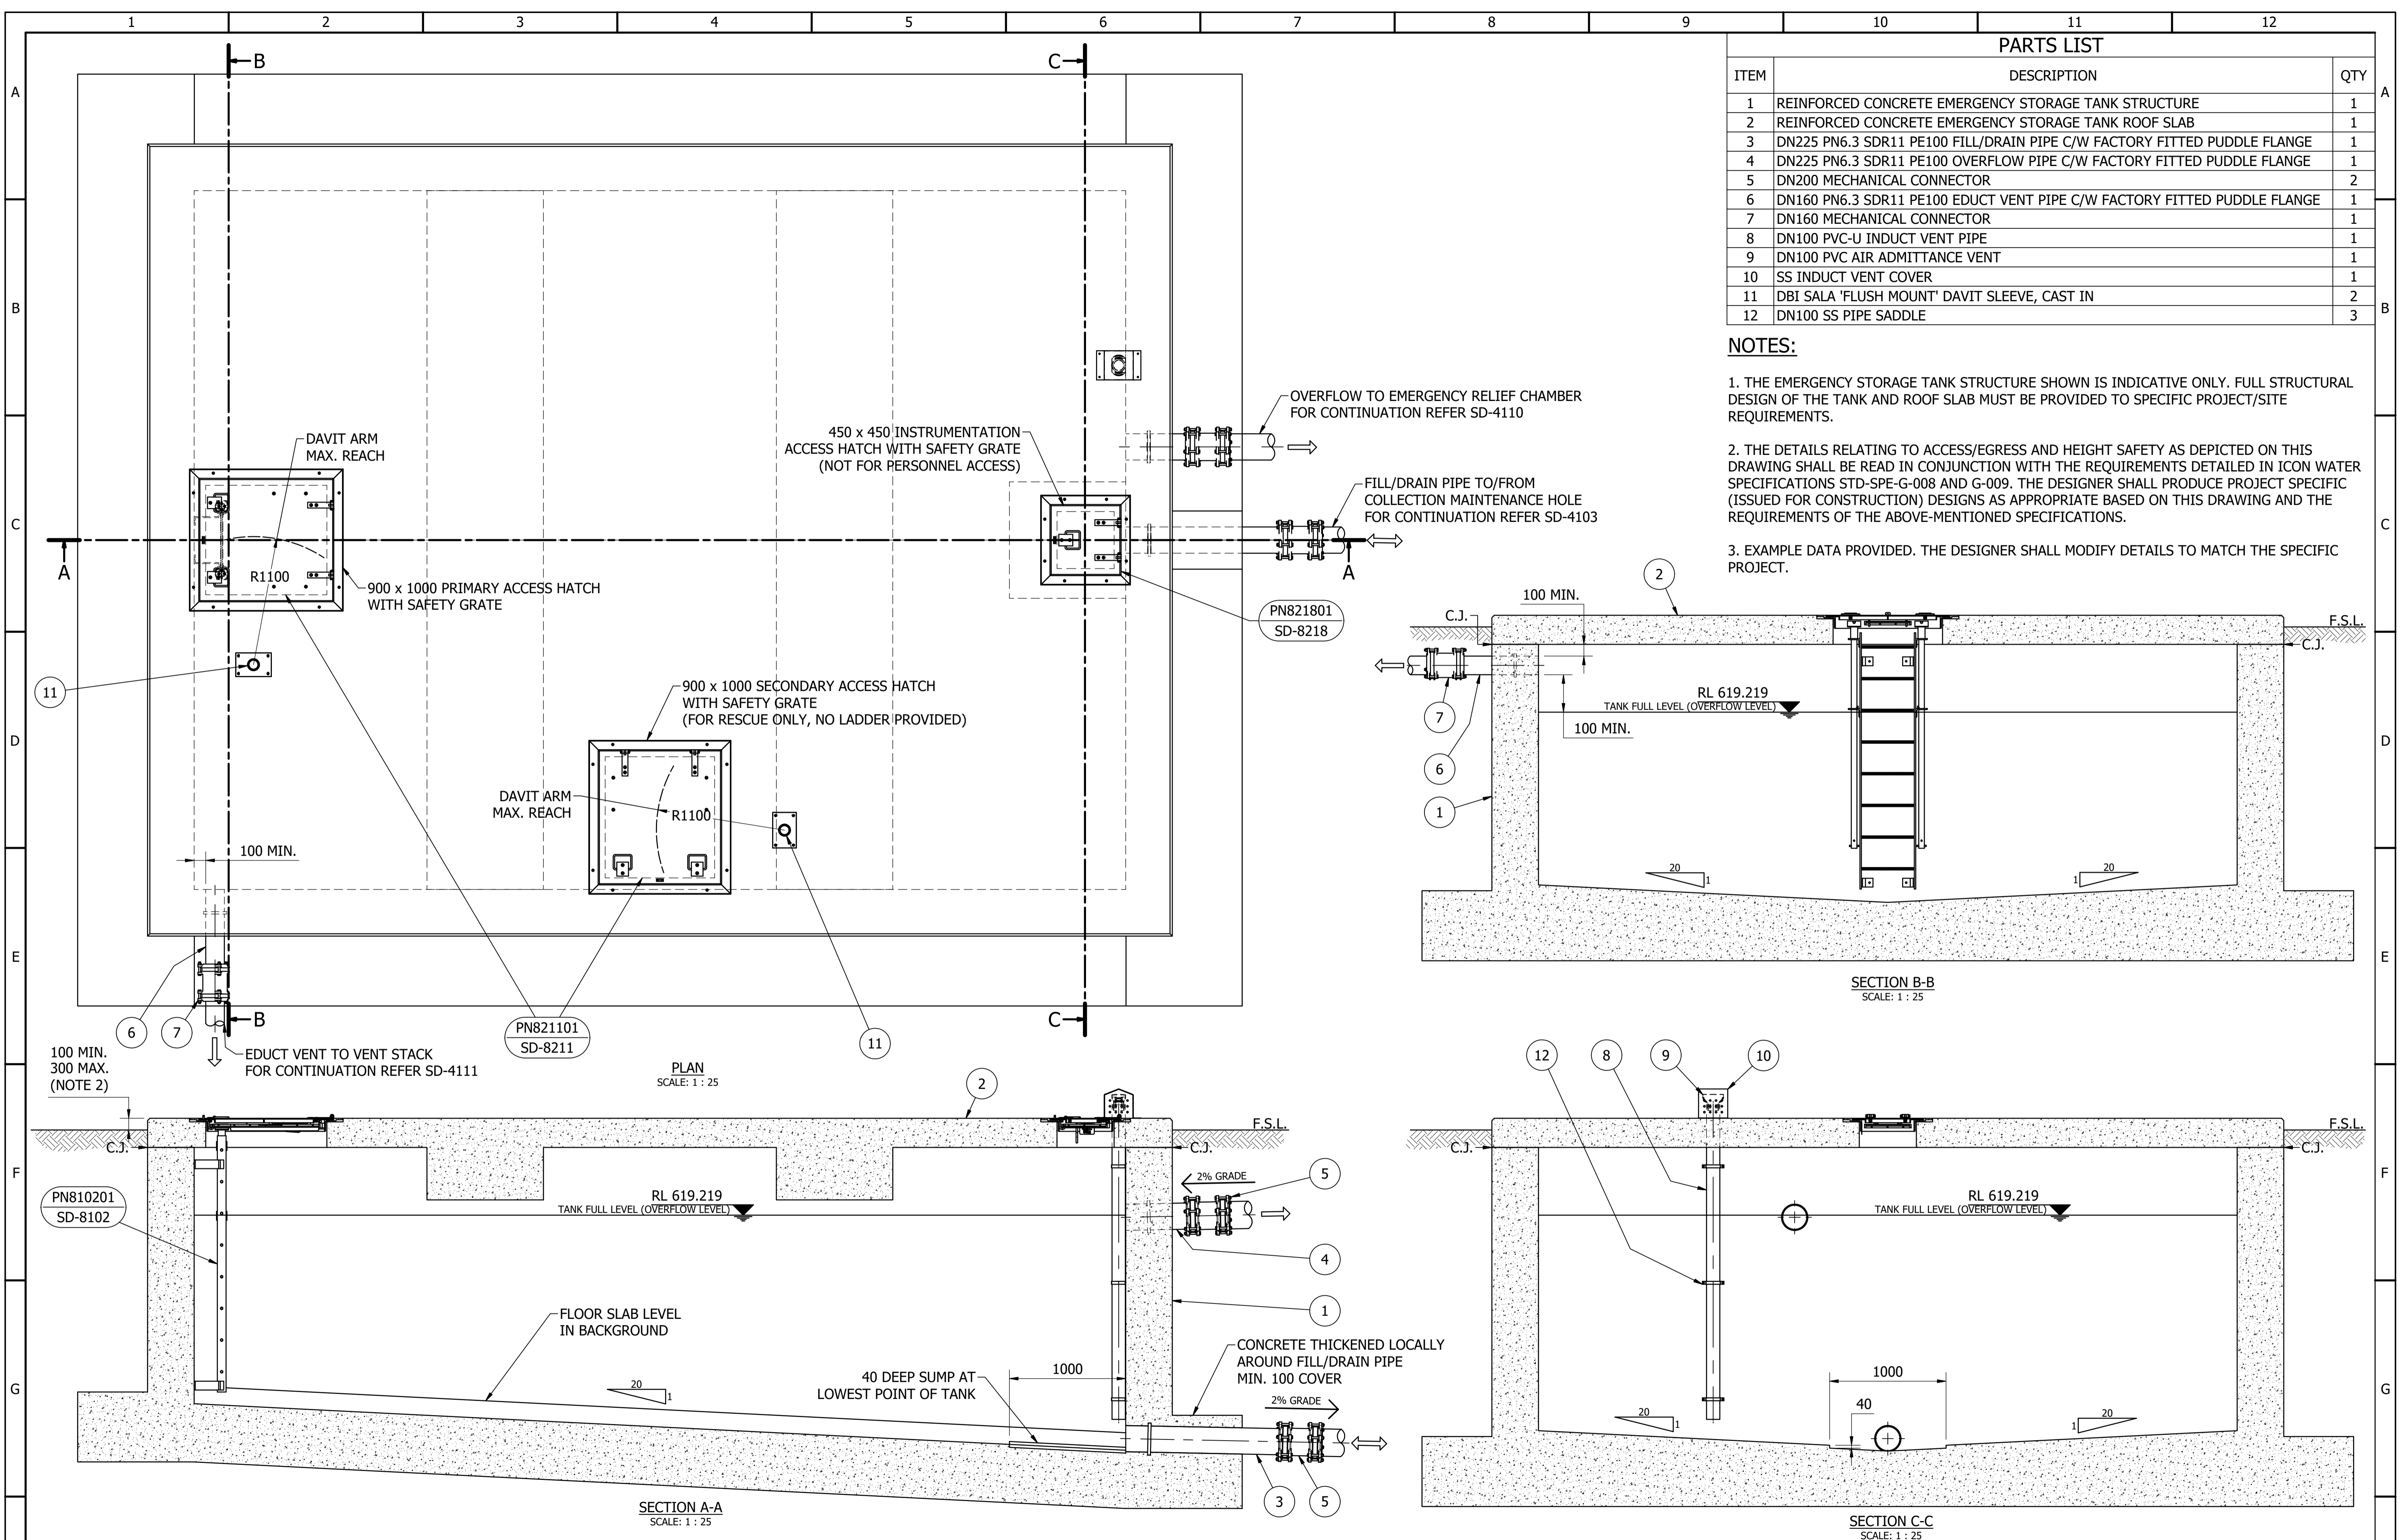 1 2 3 4 5 6 7 8 9 10 11 12
A
B
C
D
E
F
G
A
B
C
D
E
F
G
PARTS LIST
ITEM DESCRIPTION QTY
1 REINFORCED CONCRETE EMERGENCY STORAGE TANK STRUCTURE 1
2 REINFORCED CONCRETE EMERGENCY STORAGE TANK ROOF SLAB 1
3 DN225 PN6.3 SDR11 PE100 FILL/DRAIN PIPE C/W FACTORY FITTED PUDDLE FLANGE 1
4 DN225 PN6.3 SDR11 PE100 OVERFLOW PIPE C/W FACTORY FITTED PUDDLE FLANGE 1
5 DN200 MECHANICAL CONNECTOR 2
6 DN160 PN6.3 SDR11 PE100 EDUCT VENT PIPE C/W FACTORY FITTED PUDDLE FLANGE 1
7 DN160 MECHANICAL CONNECTOR 1
8 DN100 PVC-U INDUCT VENT PIPE 1
9 DN100 PVC AIR ADMITTANCE VENT 1
10 SS INDUCT VENT COVER 1
11 DBI SALA 'FLUSH MOUNT' DAVIT SLEEVE, CAST IN 2
12 DN100 SS PIPE SADDLE 3
NOTES:
1. THE EMERGENCY STORAGE TANK STRUCTURE SHOWN IS INDICATIVE ONLY. FULL STRUCTURAL
DESIGN OF THE TANK AND ROOF SLAB MUST BE PROVIDED TO SPECIFIC PROJECT/SITE
REQUIREMENTS.
2. THE DETAILS RELATING TO ACCESS/EGRESS AND HEIGHT SAFETY AS DEPICTED ON THIS
DRAWING SHALL BE READ IN CONJUNCTION WITH THE REQUIREMENTS DETAILED IN ICON WATER
SPECIFICATIONS STD-SPE-G-008 AND G-009. THE DESIGNER SHALL PRODUCE PROJECT SPECIFIC
(ISSUED FOR CONSTRUCTION) DESIGNS AS APPROPRIATE BASED ON THIS DRAWING AND THE
REQUIREMENTS OF THE ABOVE-MENTIONED SPECIFICATIONS.
3. EXAMPLE DATA PROVIDED. THE DESIGNER SHALL MODIFY DETAILS TO MATCH THE SPECIFIC
PROJECT.
B
C
OVERFLOW TO EMERGENCY RELIEF CHAMBER
FOR CONTINUATION REFER SD-4110
450 x 450 INSTRUMENTATION
ACCESS HATCH WITH SAFETY GRATE
(NOT FOR PERSONNEL ACCESS)
DAVIT ARM
MAX. REACH
FILL/DRAIN PIPE TO/FROM
COLLECTION MAINTENANCE HOLE
FOR CONTINUATION REFER SD-4103
A
A
R1100
900 x 1000 PRIMARY ACCESS HATCH
WITH SAFETY GRATE
PN821801
SD-8218
11
900 x 1000 SECONDARY ACCESS HATCH
WITH SAFETY GRATE
(FOR RESCUE ONLY, NO LADDER PROVIDED)
DAVIT ARM
MAX. REACH
R1100
100 MIN.
B
C
6
7
PN821101
SD-8211
11
EDUCT VENT TO VENT STACK
FOR CONTINUATION REFER SD-4111
PLAN
SCALE: 1 : 25
2
100 MIN.
C.J.
F.S.L.
C.J.
RL 619.219
TANK FULL LEVEL (OVERFLOW LEVEL)
100 MIN.
7
6
1
20
1
20
1
SECTION B-B
SCALE: 1 : 25
100 MIN.
300 MAX.
(NOTE 2)
2
F.S.L.
C.J.
C.J.
PN810201
SD-8102
RL 619.219
TANK FULL LEVEL (OVERFLOW LEVEL)
2% GRADE
5
4
1
FLOOR SLAB LEVEL
IN BACKGROUND
CONCRETE THICKENED LOCALLY
AROUND FILL/DRAIN PIPE
MIN. 100 COVER
1000
40 DEEP SUMP AT
LOWEST POINT OF TANK
20
1
2% GRADE
3
5
SECTION A-A
SCALE: 1 : 25
12
8
9
10
F.S.L.
C.J.
C.J.
RL 619.219
TANK FULL LEVEL (OVERFLOW LEVEL)
12
1000
40
20
1
20
1
SECTION C-C
SCALE: 1 : 25